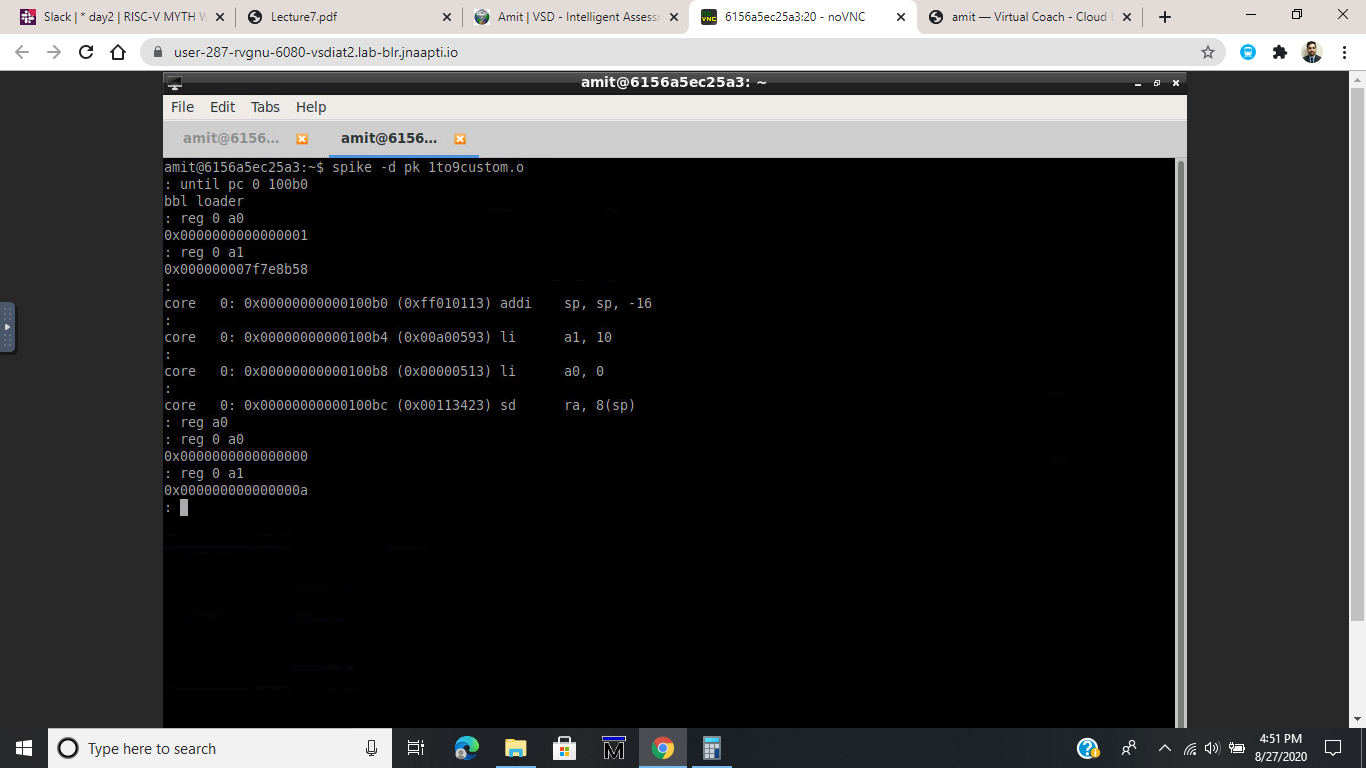 Slack | * day2 | RISC-V MYTH W
Lecture7.pdf
Amit | VSD - Intelligent Assessm
VNC
6156a5ec25a3:20 - noVNC
amit — Virtual Coach - Cloud
user-287-rvgnu-6080-vsdiat2.lab-blr.jnaapti.io
amit@6156a5ec25a3: ~
File Edit Tabs Help
amit@6156... amit@6156...
amit@6156a5ec25a3:~$ spike -d pk 1to9custom.o
: until pc 0 100b0
bbl loader
: reg 0 a0
0x0000000000000001
: reg 0 a1
0x000000007f7e8b58
:
core   0: 0x00000000000100b0 (0xff010113) addi    sp, sp, -16
:
core   0: 0x00000000000100b4 (0x00a00593) li      a1, 10
:
core   0: 0x00000000000100b8 (0x00000513) li      a0, 0
:
core   0: 0x00000000000100bc (0x00113423) sd      ra, 8(sp)
: reg a0
: reg 0 a0
0x0000000000000000
: reg 0 a1
0x000000000000000a
:
Type here to search
M
4:51 PM
8/27/2020